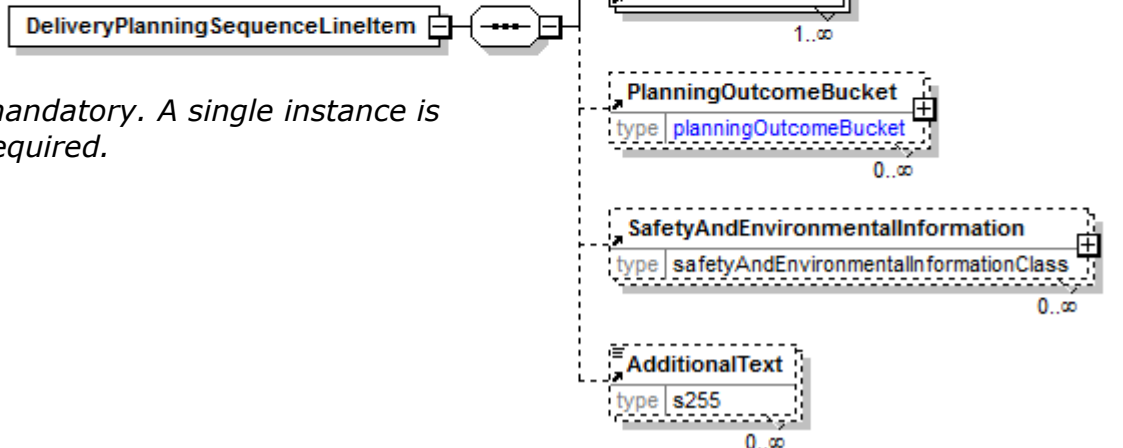 DeliveryPlanningSequenceLineItem
1..∞
andatory. A single instance is
equired.
PlanningOutcomeBucket
type planningOutcomeBucket
0..∞
SafetyAndEnvironmentalInformation
type safetyAndEnvironmentalInformationClass
0..∞
AdditionalText
type s255
0..∞